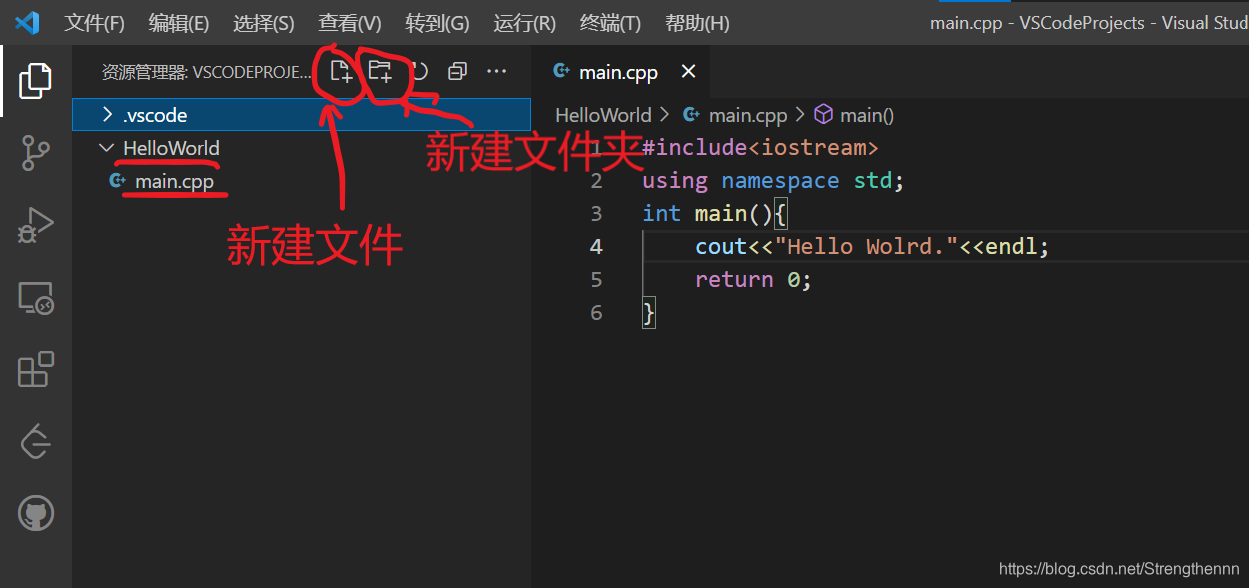 文件(F) 编辑(E) 选择(S) 查看(V) 转到(G) 运行(R) 终端(T) 帮助(H) main.cpp - VSCodeProjects - Visual Stud
资源管理器: VSCODEPROJE...
main.cpp
.vscode
HelloWorld
main.cpp
新建文件
新建文件夹
HelloWorld > main.cpp > main()
1 #include<iostream>
2 using namespace std;
3 int main(){
4 cout<<"Hello Wolrd."<<endl;
5 return 0;
6 }
https://blog.csdn.net/Strengthennn